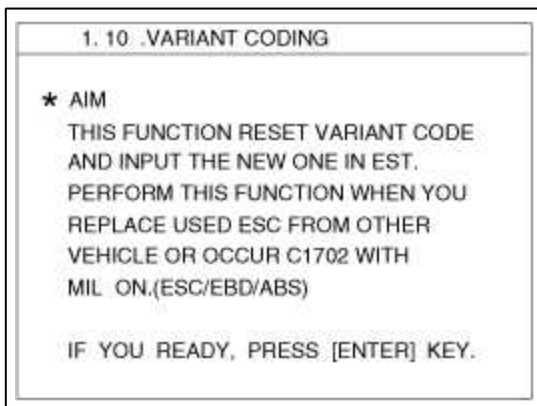 1. 10 .VARIANT CODING
* AIM
THIS FUNCTION RESET VARIANT CODE
AND INPUT THE NEW ONE IN EST.
PERFORM THIS FUNCTION WHEN YOU
REPLACE USED ESC FROM OTHER
VEHICLE OR OCCUR C1702 WITH
MIL ON.(ESC/EBD/ABS)
IF YOU READY, PRESS [ENTER] KEY.